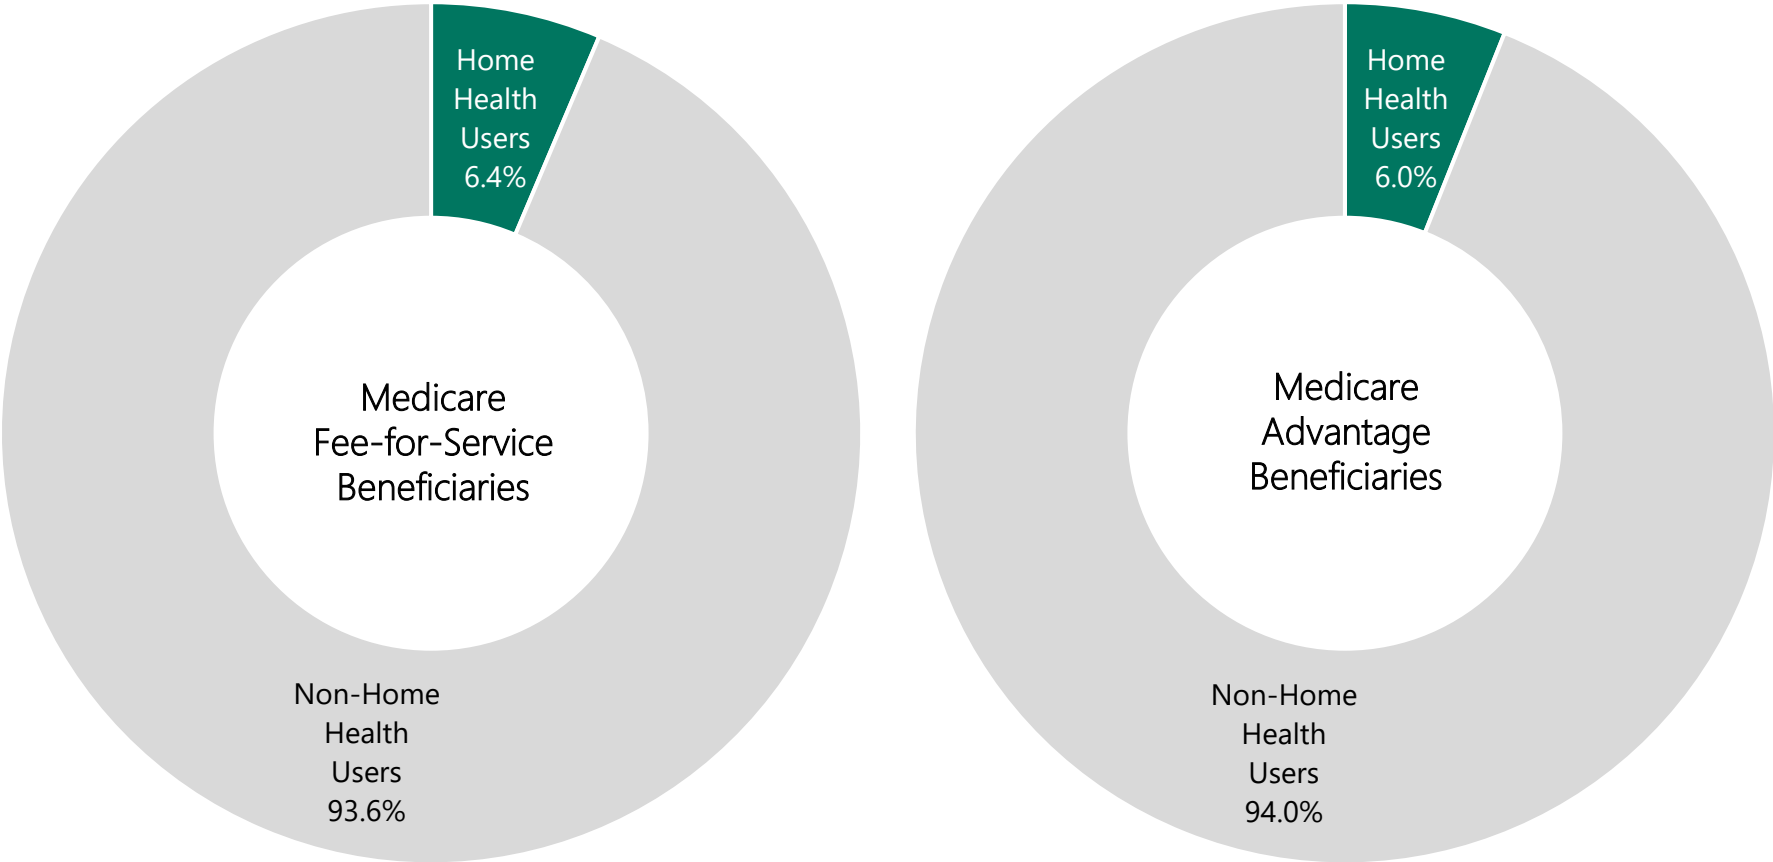 Home
Health
Users
6.4%
Medicare
Fee-for-Service
Beneficiaries
Non-Home
Health
Users
93.6%
Home
Health
Users
6.0%
Medicare
Advantage
Beneficiaries
Non-Home
Health
Users
94.0%